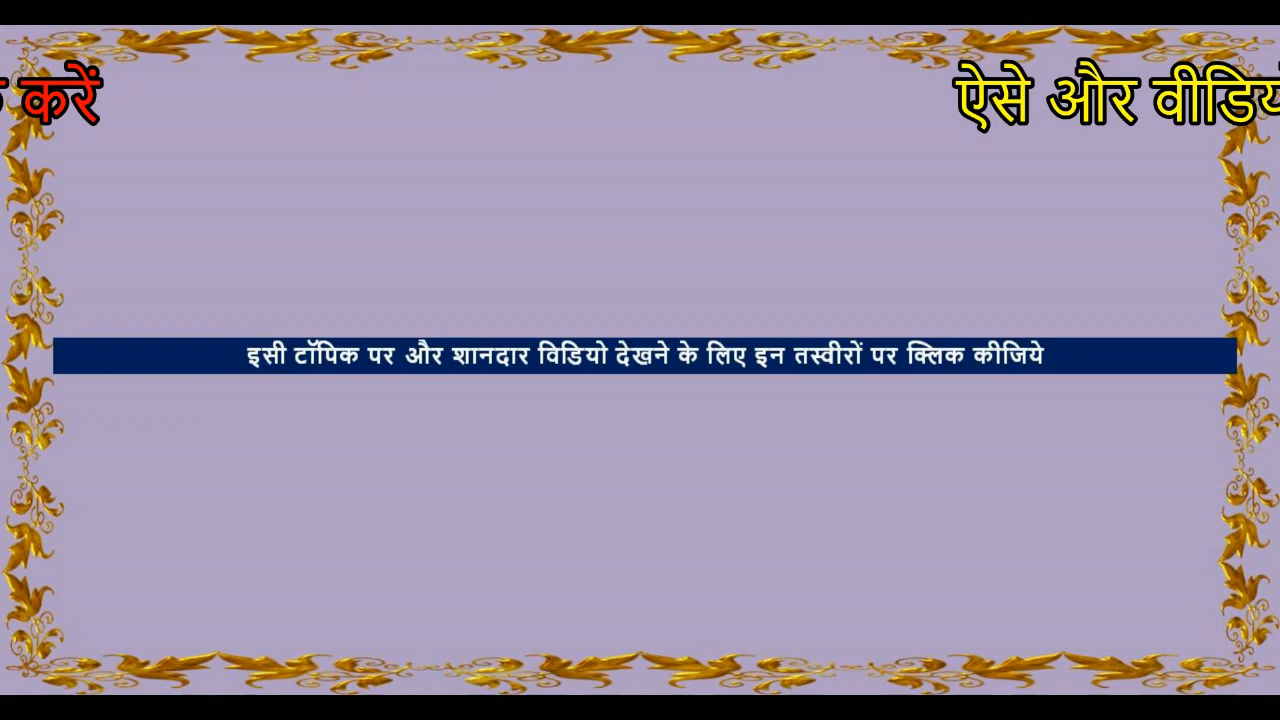 करें ऐसे और
इसी टॉपिक पर और शानदार विडियो देखने के लिए इन तस्वीरों पर क्लिक कीजिये